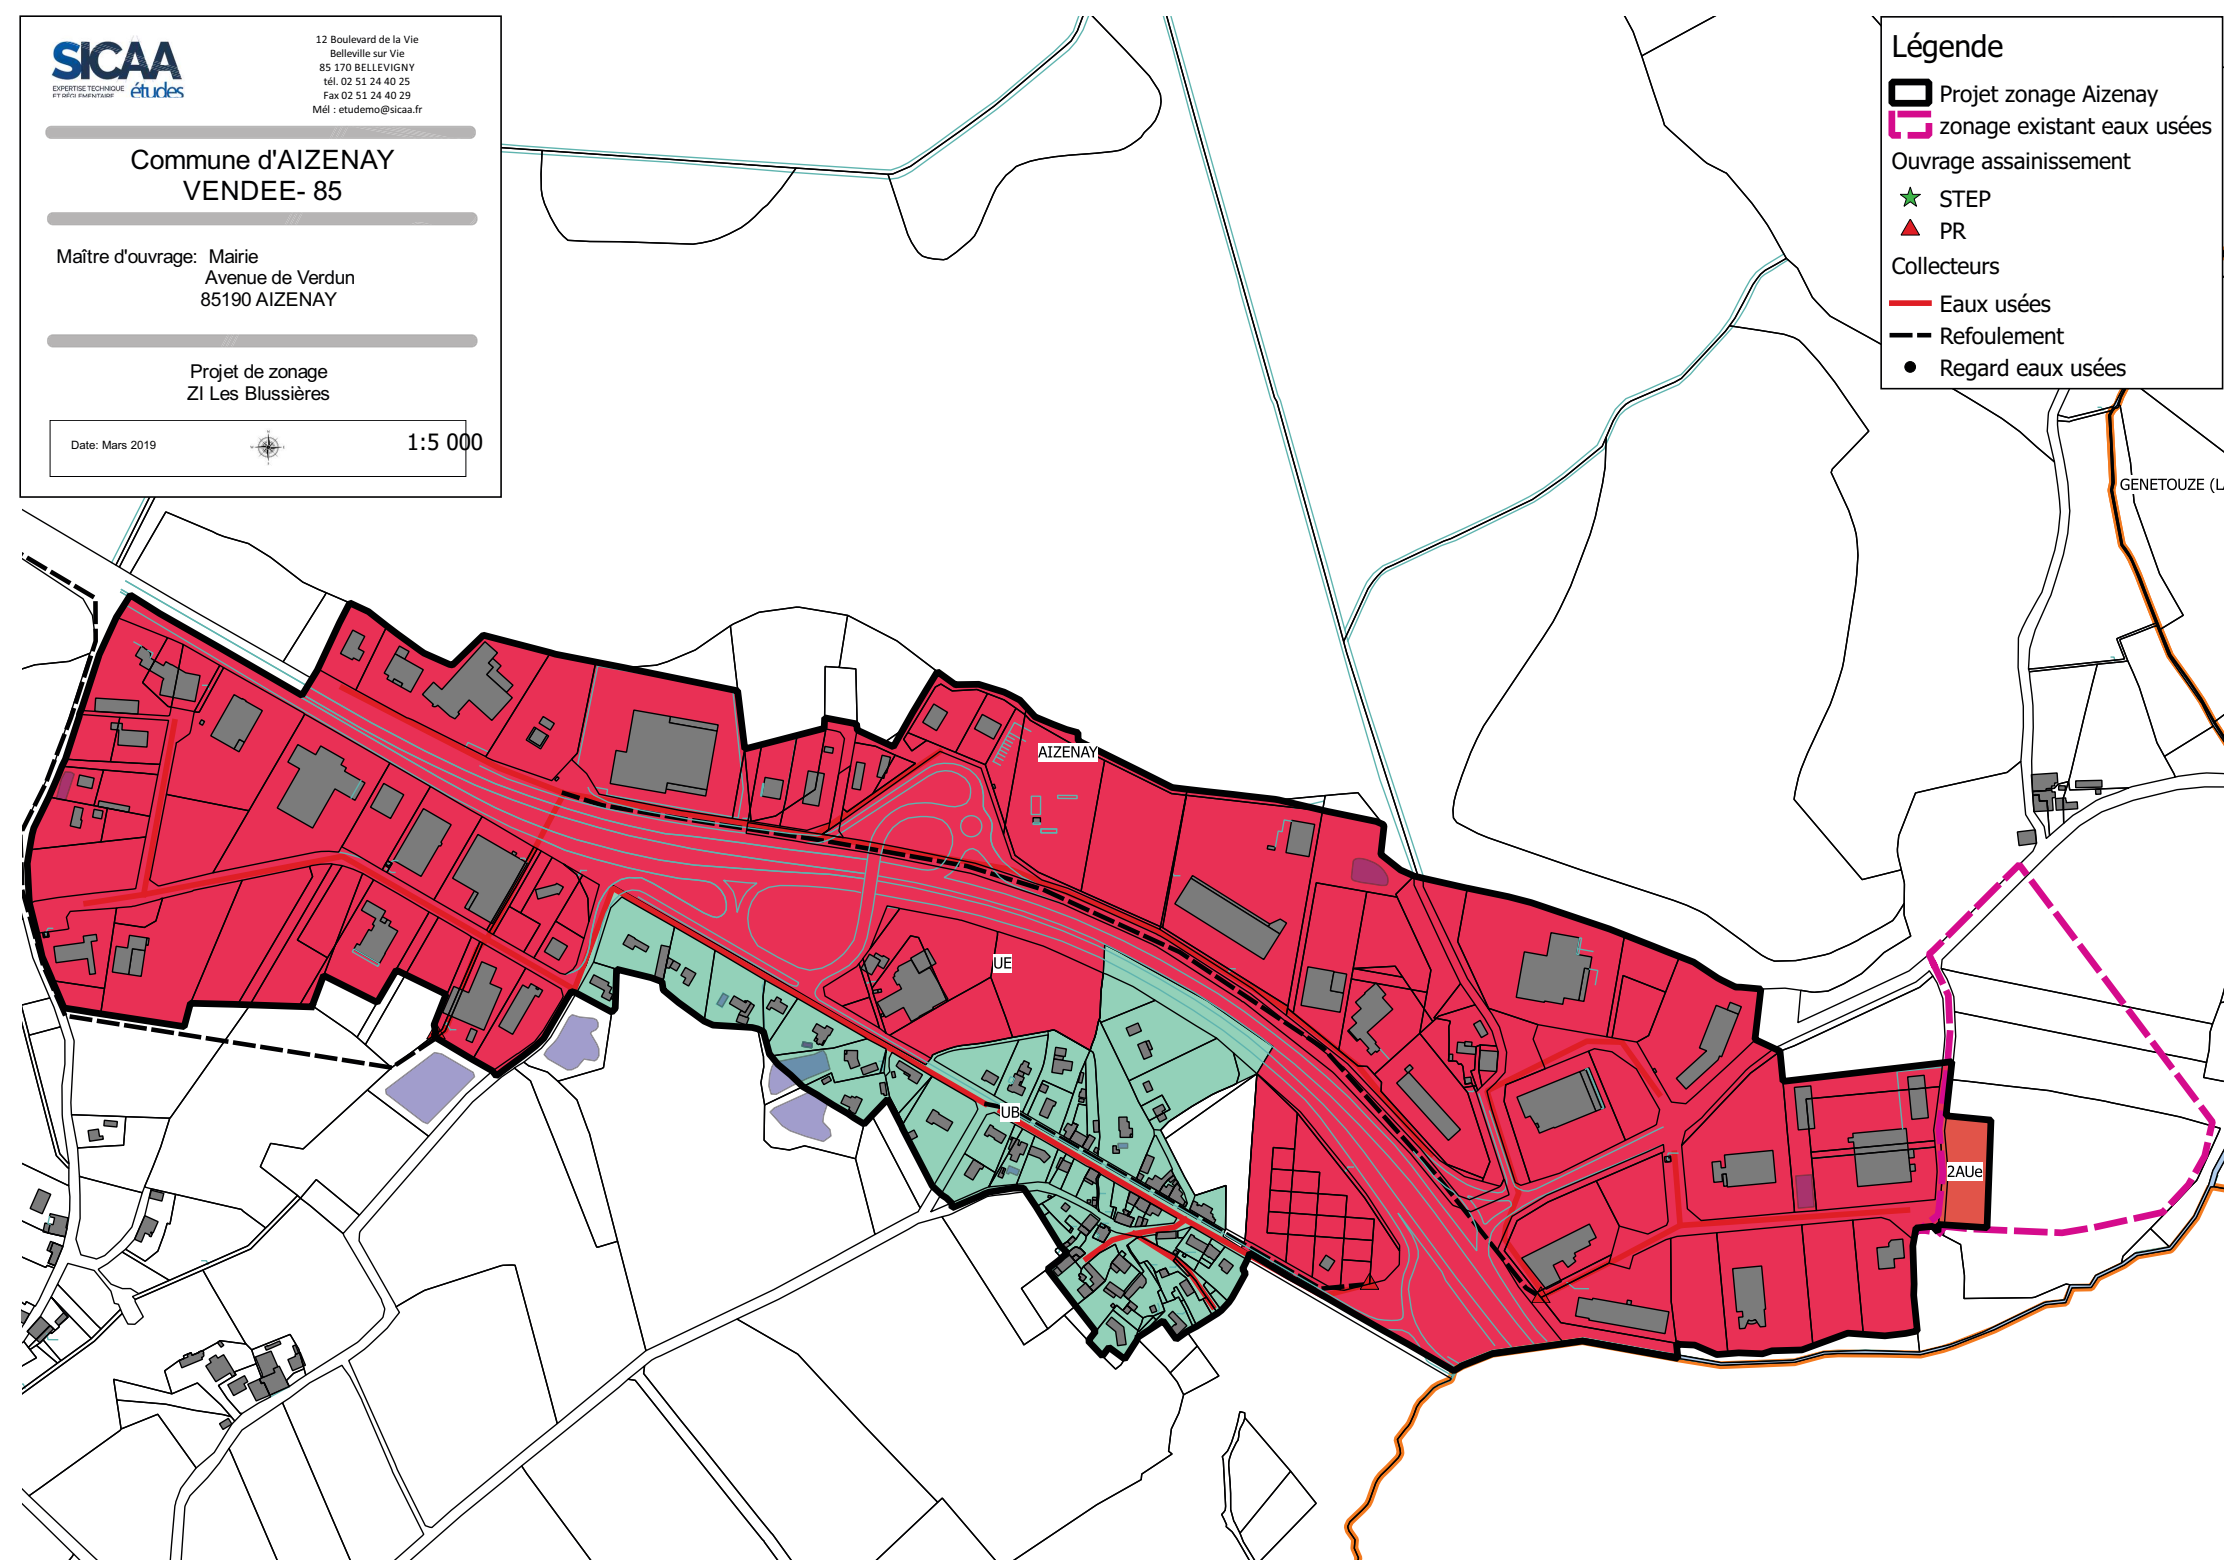 SICAA
EXPERTISE TECHNIQUE
ET RÉGLEMENTAIRE
études
12 Boulevard de la Vie
Belleville sur Vie
85 170 BELLEVIGNY
tél. 02 51 24 40 25
Fax 02 51 24 40 29
Mél : etudemo@sicaa.fr
Commune d'AIZENAY
VENDEE- 85
Maître d'ouvrage: Mairie
Avenue de Verdun
85190 AIZENAY
Projet de zonage
ZI Les Blussières
Date: Mars 2019
1:5 000
Légende
Projet zonage Aizenay
zonage existant eaux usées
Ouvrage assainissement
STEP
PR
Collecteurs
Eaux usées
Refoulement
Regard eaux usées
GENETOUZE (L
AIZENAY
UE
UB
2AUe